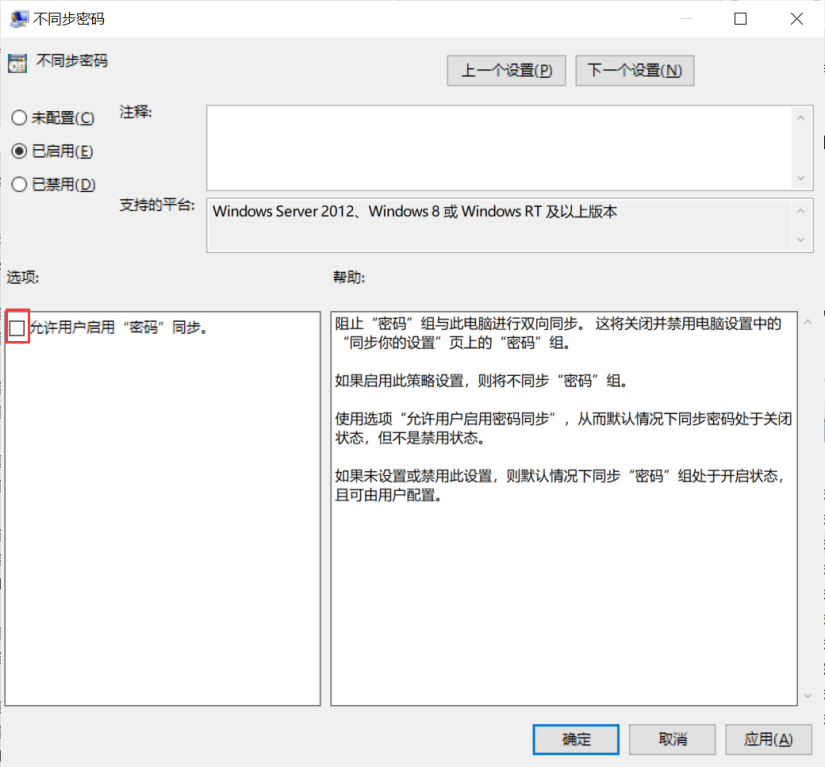 不同步密码
不同步密码
上一个设置(P)
下一个设置(N)
未配置(C)
注释:
已启用(E)
已禁用(D)
支持的平台:
Windows Server 2012、Windows 8 或 Windows RT 及以上版本
选项:
帮助:
允许用户启用“密码”同步。
阻止“密码”组与此电脑进行双向同步。 这将关闭并禁用电脑设置中的
“同步你的设置”页上的“密码”组。
如果启用此策略设置，则将不同步“密码”组。
使用选项“允许用户启用密码同步”，从而默认情况下同步密码处于关闭
状态，但不是禁用状态。
如果未设置或禁用此设置，则默认情况下同步“密码”组处于开启状态，
且可由用户配置。
确定
取消
应用(A)